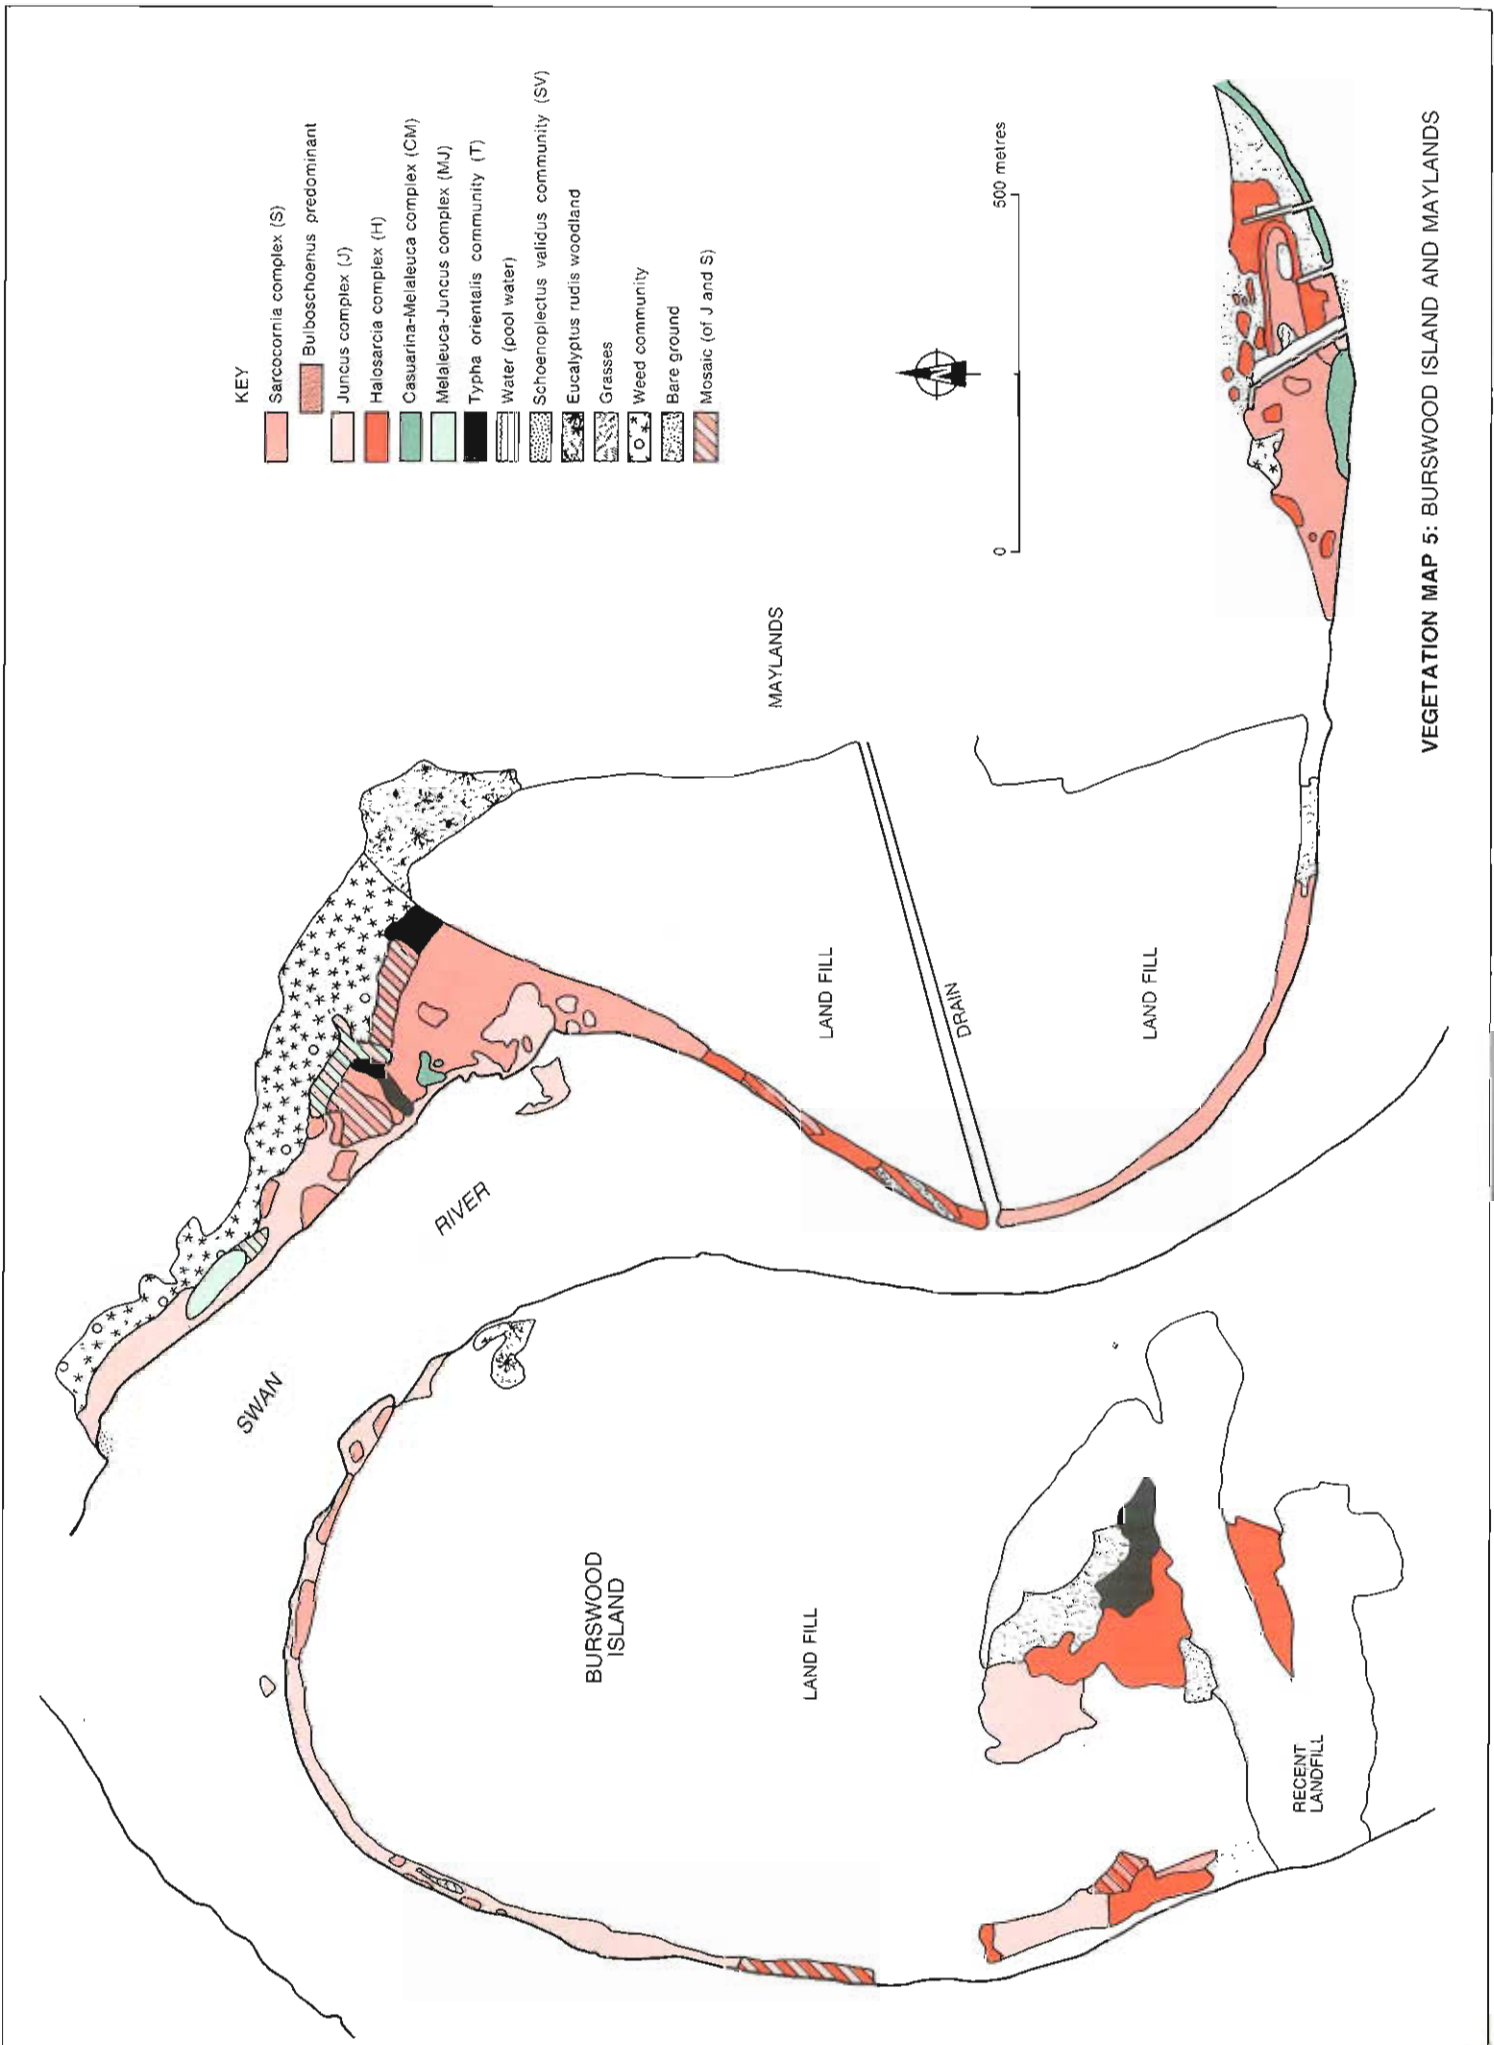 KEY
Sarcocornia complex (S)
Bulboschoenus predominant
Juncus complex (J)
Halosarcia complex (H)
Casuarina-Melaleuca complex (CM)
Melaleuca-Juncus complex (MJ)
Typha orientalis community (T)
Water (pool water)
Schoenoplectus validus community (SV)
Eucalyptus rudis woodland
Grasses
Weed community
Bare ground
Mosaic (of J and S)
N
0
500 metres
MAYLANDS
LAND FILL
DRAIN
LAND FILL
SWAN
RIVER
BURSWOOD
ISLAND
LAND FILL
RECENT
LANDFILL
VEGETATION MAP 5: BURSWOOD ISLAND AND MAYLANDS